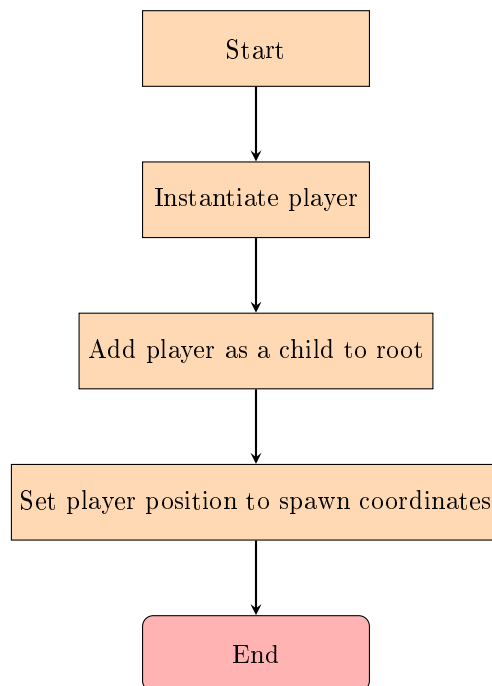 Start
Instantiate player
Add player as a child to root
Set player position to spawn coordinates
End